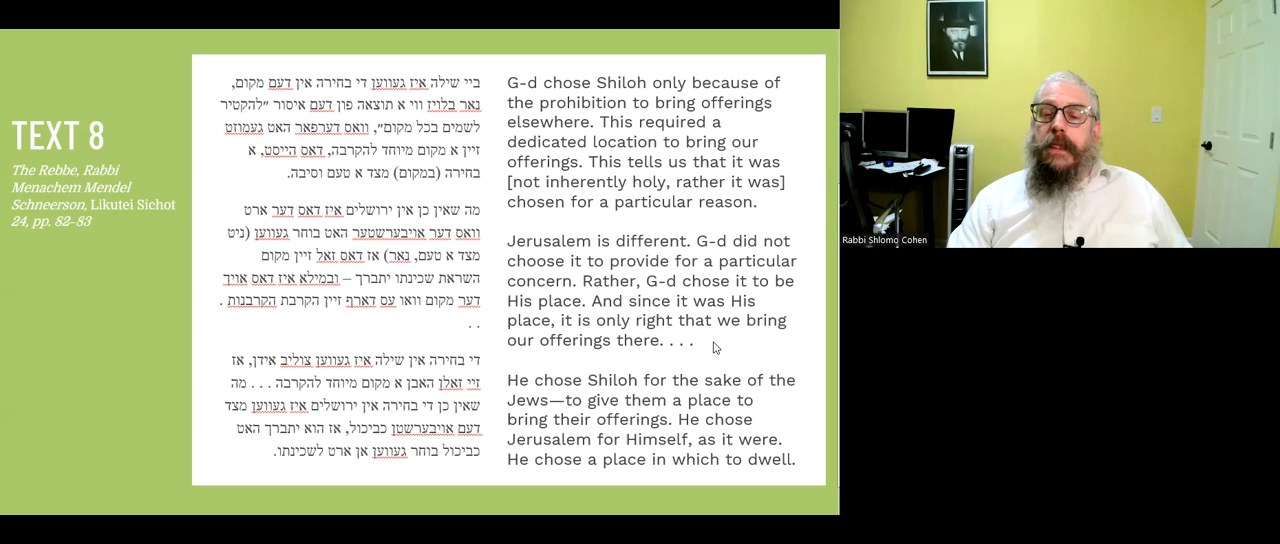 TEXT 8
The Rebbe, Rabbi
Menachem Mendel
Schneerson, Likutei Sichot
24, pp. 82–83
ביי שילה איז געווען די בחירה אין דעם מקום,
נאר בלויז ווי א תוצאה פון דעם איסור "להקטיר
לשמים בכל מקום", וואס דערפאר האט געמוזט
זיין א מקום מיוחד להקרבה, דאס הייסט, א
בחירה (במקום) מצד א טעם וסיבה.
מה שאין כן אין ירושלים איז דאס דער ארט
וואס דער אויבערשטער האט בוחר געווען (ניט
מצד א טעם, נאר) אז דאס זאל זיין מקום
השראת שכינתו יתברך – ובמילא איז דאס אויך
דער מקום וואו עס דארף זיין הקרבת הקרבנות .
. .
די בחירה אין שילה איז געווען צוליב אידן, אז
זיי זאלן האבן א מקום מיוחד להקרבה . . . מה
שאין כן די בחירה אין ירושלים איז געווען מצד
דעם אויבערשטן כביכול, אז הוא יתברך האט
כביכול בוחר געווען אן ארט לשכינתו.
G-d chose Shiloh only because of
the prohibition to bring offerings
elsewhere. This required a
dedicated location to bring our
offerings. This tells us that it was
[not inherently holy, rather it was]
chosen for a particular reason.
Jerusalem is different. G-d did not
choose it to provide for a particular
concern. Rather, G-d chose it to be
His place. And since it was His
place, it is only right that we bring
our offerings there. . . .
He chose Shiloh for the sake of the
Jews—to give them a place to
bring their offerings. He chose
Jerusalem for Himself, as it were.
He chose a place in which to dwell.
Rabbi Shlomo Cohen